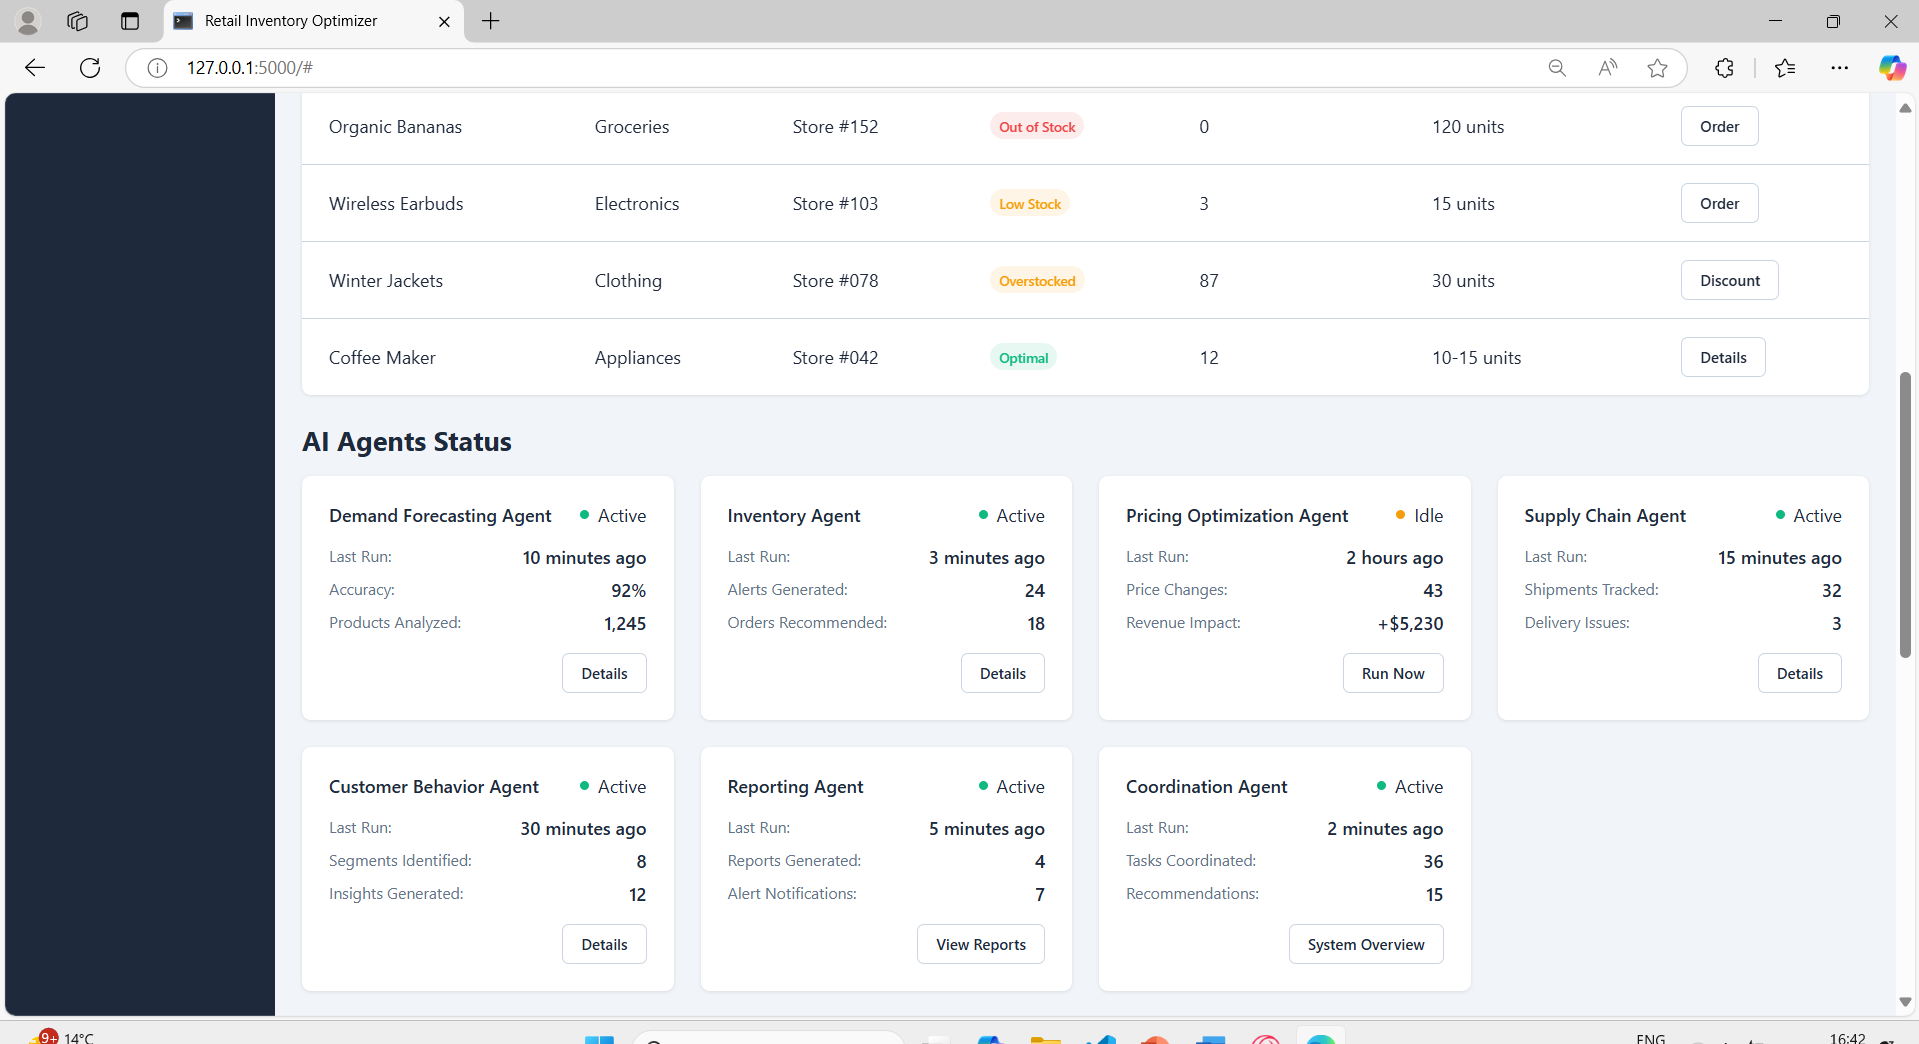 Retail Inventory Optimizer
127.0.0.1:5000/#
Organic Bananas Groceries Store #152 Out of Stock 0 120 units Order
Wireless Earbuds Electronics Store #103 Low Stock 3 15 units Order
Winter Jackets Clothing Store #078 Overstocked 87 30 units Discount
Coffee Maker Appliances Store #042 Optimal 12 10-15 units Details
AI Agents Status
Demand Forecasting Agent Active
Last Run: 10 minutes ago
Accuracy: 92%
Products Analyzed: 1,245
Details
Inventory Agent Active
Last Run: 3 minutes ago
Alerts Generated: 24
Orders Recommended: 18
Details
Pricing Optimization Agent Idle
Last Run: 2 hours ago
Price Changes: 43
Revenue Impact: +$5,230
Run Now
Supply Chain Agent Active
Last Run: 15 minutes ago
Shipments Tracked: 32
Delivery Issues: 3
Details
Customer Behavior Agent Active
Last Run: 30 minutes ago
Segments Identified: 8
Insights Generated: 12
Details
Reporting Agent Active
Last Run: 5 minutes ago
Reports Generated: 4
Alert Notifications: 7
View Reports
Coordination Agent Active
Last Run: 2 minutes ago
Tasks Coordinated: 36
Recommendations: 15
System Overview
9+ 14°C ENG 16:42